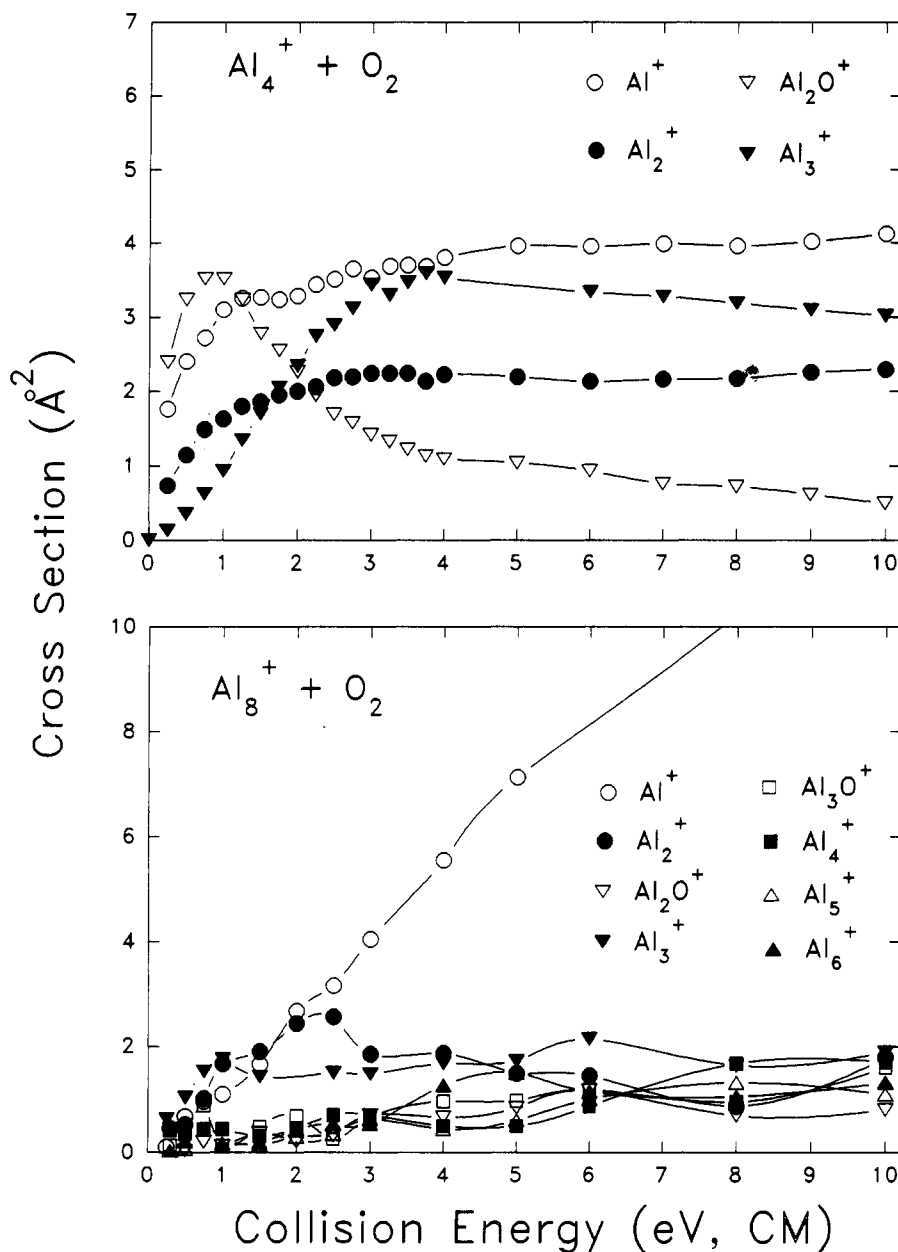 Al₄⁺ + O₂
○ Al⁺
▽ Al₂O⁺
● Al₂⁺
▼ Al₃⁺
7
6
5
4
3
2
1
0
0 1 2 3 4 5 6 7 8 9 10
Cross Section (Å²)
Al₈⁺ + O₂
○ Al⁺
● Al₂⁺
▽ Al₂O⁺
▼ Al₃⁺
□ Al₃O⁺
■ Al₄⁺
△ Al₅⁺
▲ Al₆⁺
10
8
6
4
2
0
0 1 2 3 4 5 6 7 8 9 10
Collision Energy (eV, CM)